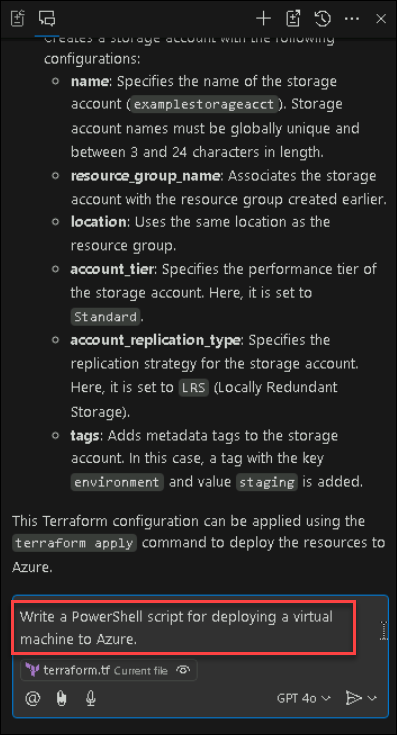 Creates a storage account with the following
configurations:
name: Specifies the name of the storage
account (examplestorageacct). Storage
account names must be globally unique and
between 3 and 24 characters in length.
resource_group_name: Associates the storage
account with the resource group created earlier.
location: Uses the same location as the
resource group.
account_tier: Specifies the performance tier of
the storage account. Here, it is set to
Standard.
account_replication_type: Specifies the
replication strategy for the storage account.
Here, it is set to LRS (Locally Redundant
Storage).
tags: Adds metadata tags to the storage
account. In this case, a tag with the key
environment and value staging is added.
This Terraform configuration can be applied using the
terraform apply command to deploy the resources to
Azure.
Write a PowerShell script for deploying a virtual
machine to Azure.
terraform.tf Current file
GPT 4o